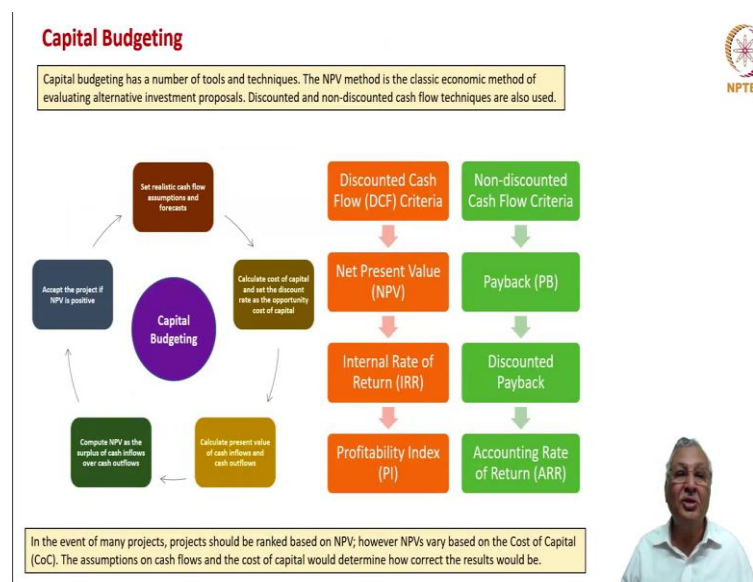 Capital Budgeting
Capital budgeting has a number of tools and techniques. The NPV method is the classic economic method of
evaluating alternative investment proposals. Discounted and non-discounted cash flow techniques are also used.
NPTE
Set realistic cash flow
assumptions and
forecasts
Calculate cost of capital
and set the discount
rate as the opportunity
cost of capital
Calculate present value
of cash inflows and
cash outflows
Compute NPV as the
surplus of cash inflows
over cash outflows
Accept the project if
NPV is positive
Capital
Budgeting
Discounted Cash
Flow (DCF) Criteria
Net Present Value
(NPV)
Internal Rate of
Return (IRR)
Profitability Index
(PI)
Non-discounted
Cash Flow Criteria
Payback (PB)
Discounted
Payback
Accounting Rate
of Return (ARR)
In the event of many projects, projects should be ranked based on NPV; however NPVs vary based on the Cost of Capital
(CoC). The assumptions on cash flows and the cost of capital would determine how correct the results would be.